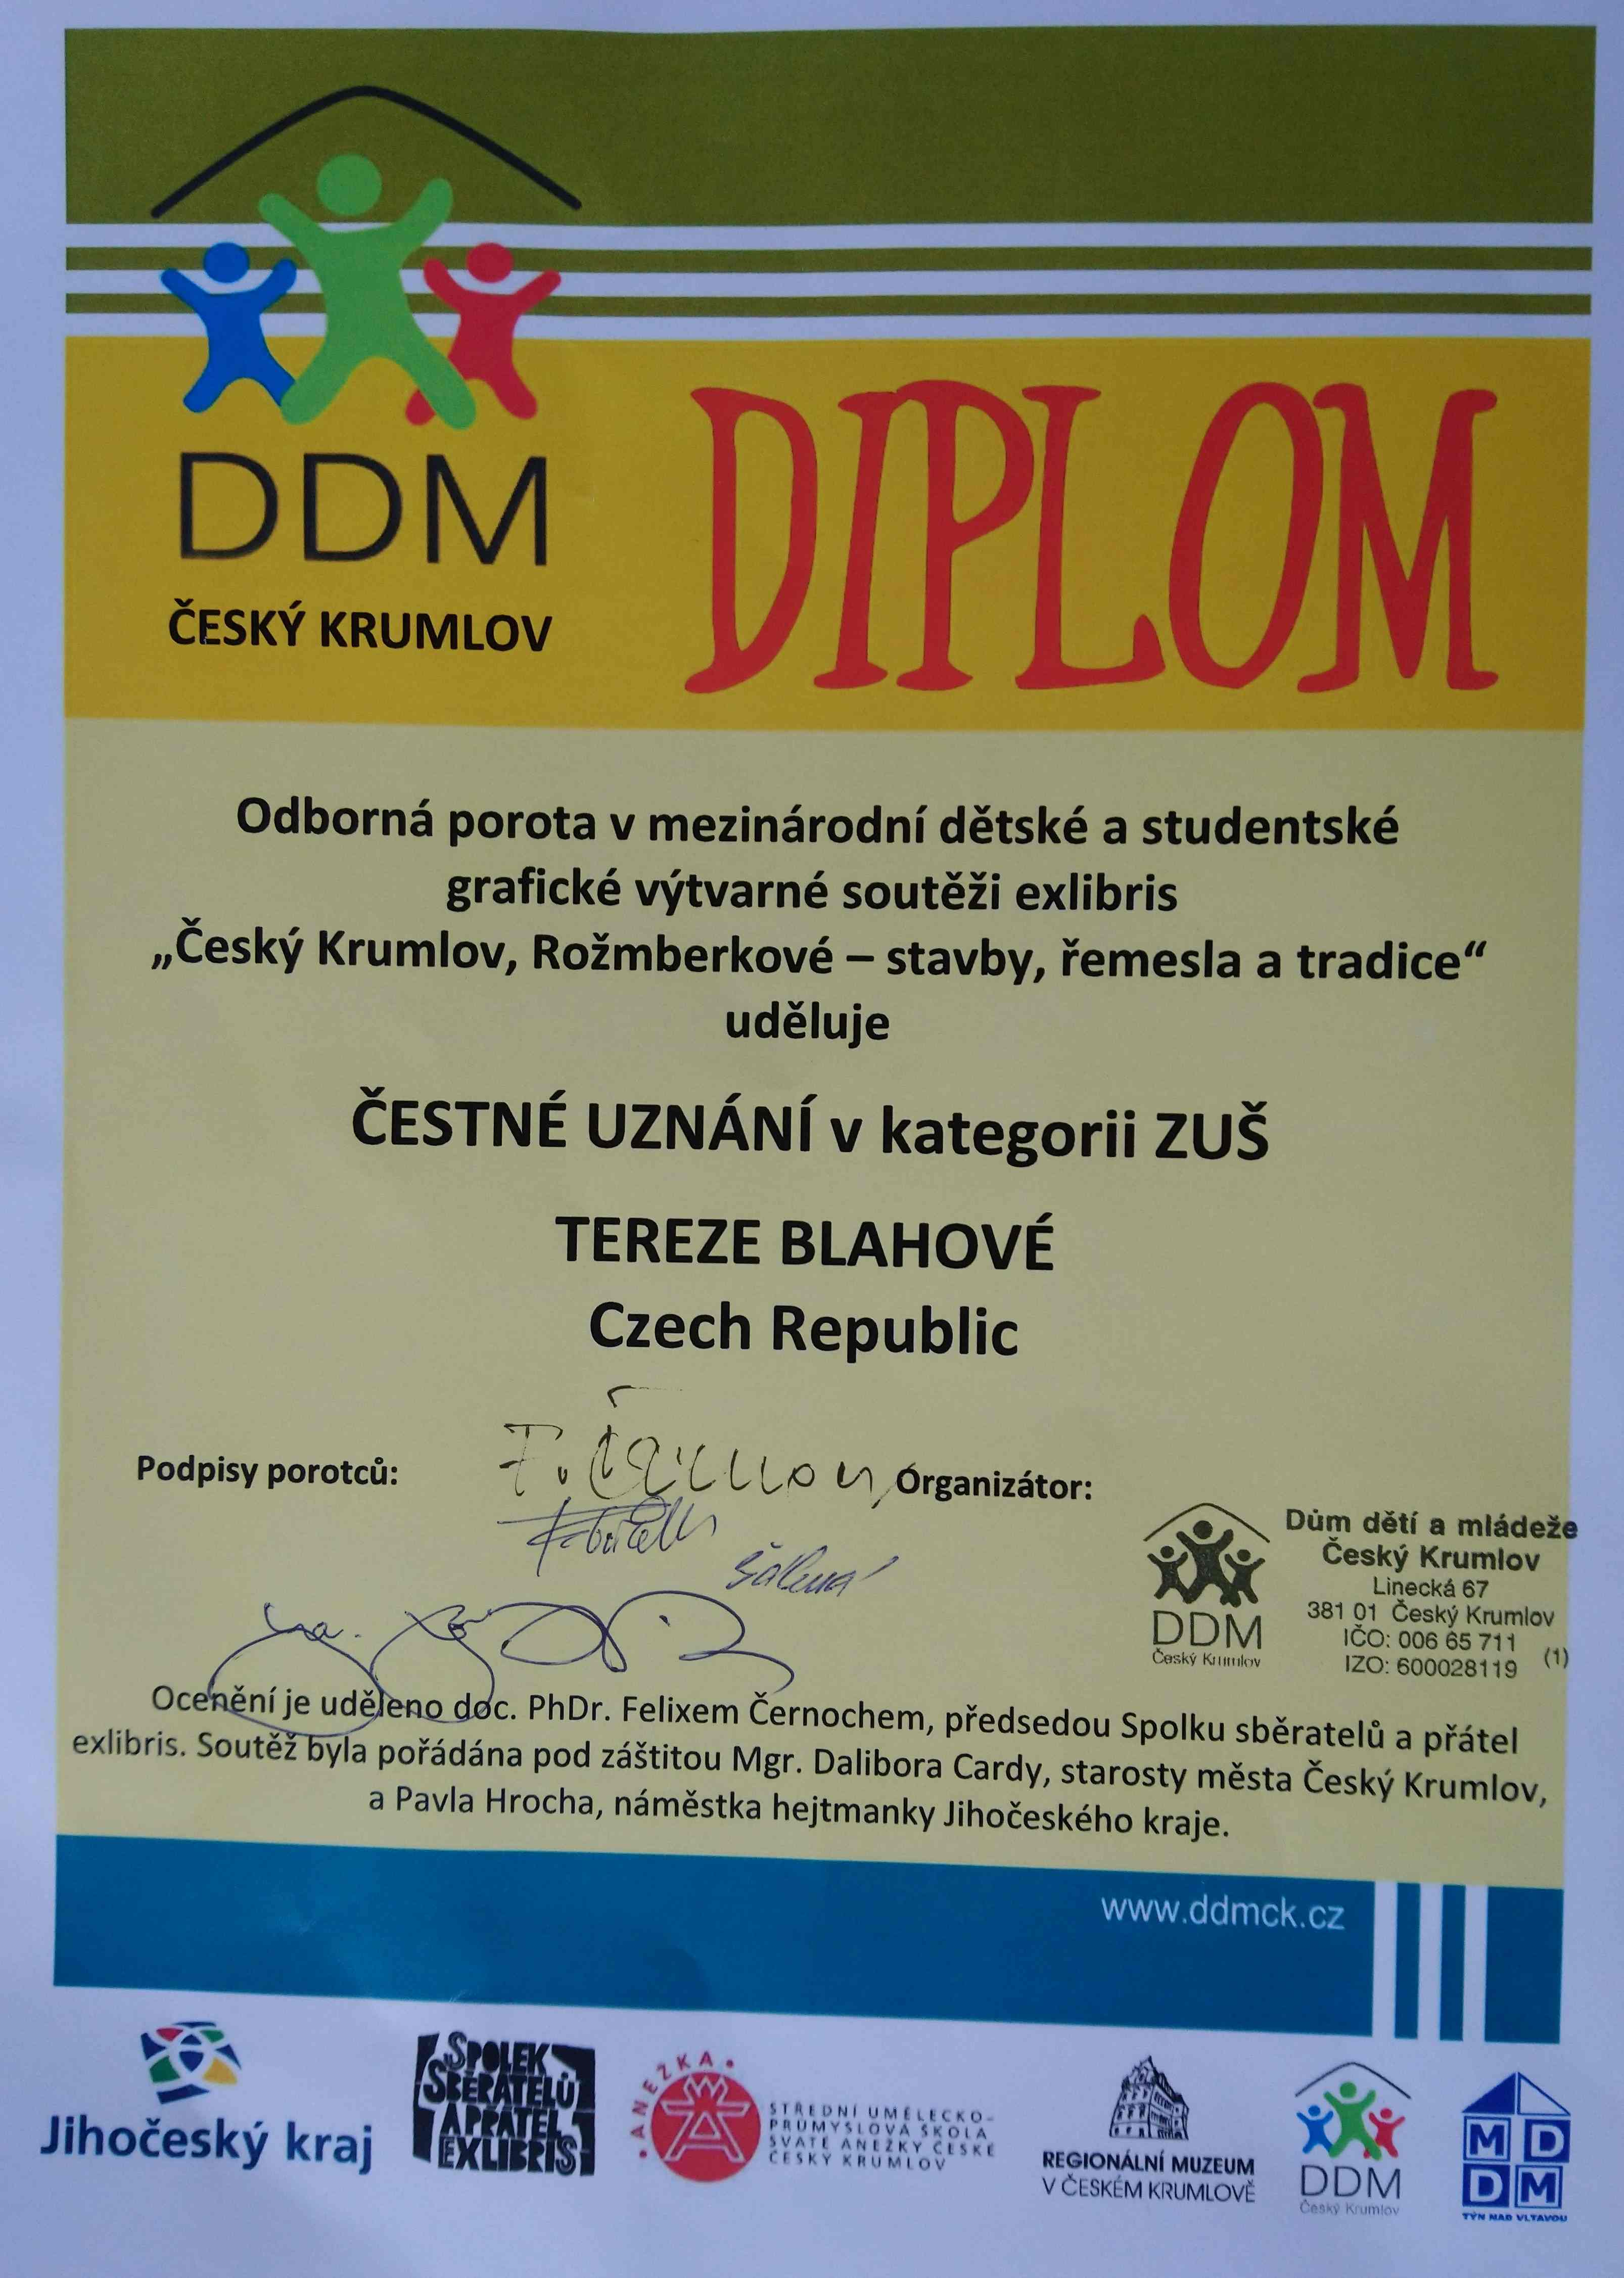 DDM
ČESKÝ KRUMLOV
DIPLOM
Odborná porota v mezinárodní dětské a studentské
grafické výtvarné soutěži exlibris
„Český Krumlov, Rožmberkové – stavby, řemesla a tradice“
uděluje
ČESTNÉ UZNÁNÍ v kategorii ZUŠ
TEREZE BLAHOVÉ
Czech Republic
Podpisy porotců:
Organizátor:
DDM
Český Krumlov
Dům dětí a mládeže
Český Krumlov
Linecká 67
381 01 Český Krumlov
IČO: 006 65 711
IZO: 600028119 (1)
Ocenění je uděleno doc. PhDr. Felixem Černochem, předsedou Spolku sběratelů a přátel
exlibris. Soutěž byla pořádána pod záštitou Mgr. Dalibora Cardy, starosty města Český Krumlov,
a Pavla Hrocha, náměstka hejtmanky Jihočeského kraje.
www.ddmck.cz
Jihočeský kraj
SPOLEK
SBĚRATELŮ
A PŘÁTEL
EXLIBRIS
ANEŽKA
STŘEDNÍ UMĚLECKO-
PRŮMYSLOVÁ ŠKOLA
SVATÉ ANEŽKY ČESKÉ
ČESKÝ KRUMLOV
REGIONÁLNÍ MUZEUM
V ČESKÉM KRUMLOVĚ
DDM
Český Krumlov
MD
DM
TÝN NAD VLTAVOU